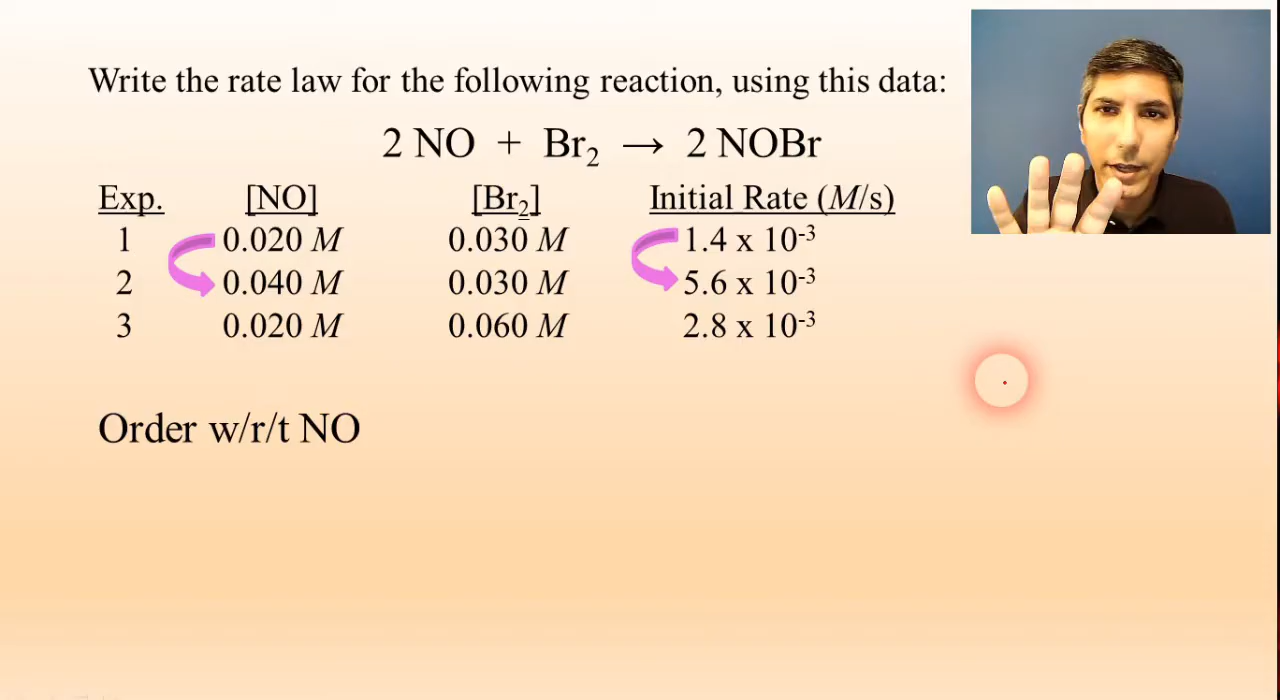 Write the rate law for the following reaction, using this data:
2 NO + Br₂ → 2 NOBr
Exp. [NO] [Br₂] Initial Rate (M/s)
1 0.020 M 0.030 M 1.4 x 10⁻³
2 0.040 M 0.030 M 5.6 x 10⁻³
3 0.020 M 0.060 M 2.8 x 10⁻³
Order w/r/t NO